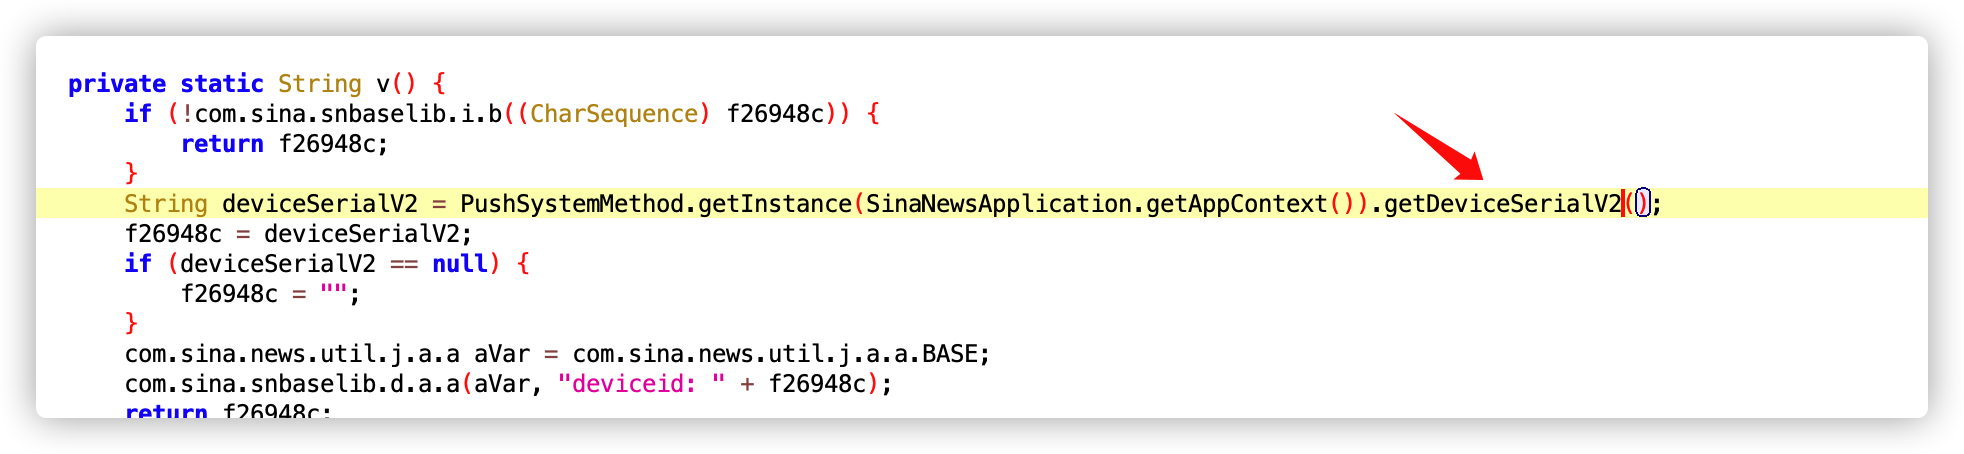 private static String v() {
if (!com.sina.snbaselib.i.b((CharSequence) f26948c)) {
return f26948c;
}
String deviceSerialV2 = PushSystemMethod.getInstance(SinaNewsApplication.getAppContext()).getDeviceSerialV2();
f26948c = deviceSerialV2;
if (deviceSerialV2 == null) {
f26948c = "";
}
com.sina.news.util.j.a.a aVar = com.sina.news.util.j.a.a.BASE;
com.sina.snbaselib.d.a.a(aVar, "deviceid: " + f26948c);
return f26948c;